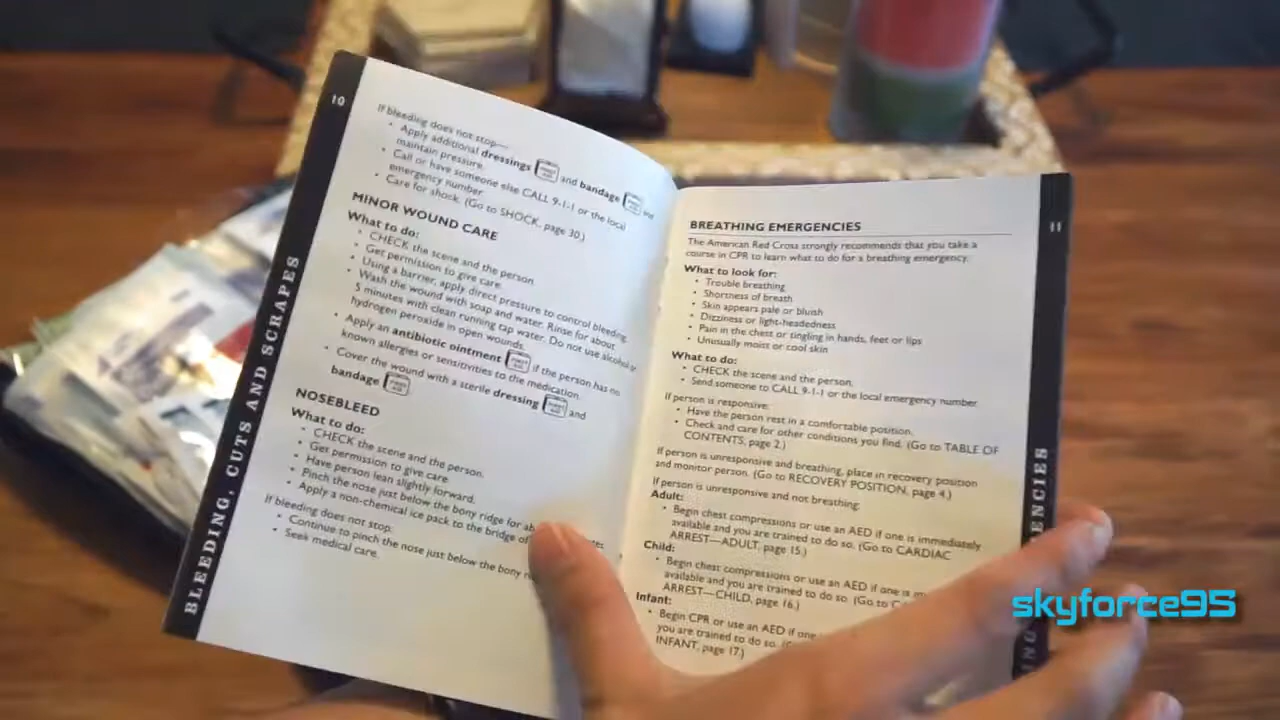 10
If bleeding does not stop—
• Apply additional dressings FIRST AID and bandage and
maintain pressure.
• Call or have someone else CALL 9-1-1 or the local
emergency number.
• Care for shock. (Go to SHOCK, page 30.)
MINOR WOUND CARE
What to do:
• CHECK the scene and the person.
• Get permission to give care.
• Using a barrier, apply direct pressure to control bleeding.
• Wash the wound with soap and water. Rinse for about
5 minutes with clean running tap water. Do not use alcohol or
hydrogen peroxide in open wounds.
• Apply an antibiotic ointment FIRST AID if the person has no
known allergies or sensitivities to the medication.
• Cover the wound with a sterile dressing FIRST AID and
bandage FIRST AID
NOSEBLEED
What to do:
• CHECK the scene and the person.
• Get permission to give care.
• Have person lean slightly forward.
• Pinch the nose just below the bony ridge for
• Apply a non-chemical ice pack to the bridge of
If bleeding does not stop:
• Continue to pinch the nose just below the bony
• Seek medical care.
BLEEDING, CUTS AND SCRAPES
11
BREATHING EMERGENCIES
The American Red Cross strongly recommends that you take a
course in CPR to learn what to do for a breathing emergency.
What to look for:
• Trouble breathing
• Shortness of breath
• Skin appears pale or bluish
• Dizziness or light-headedness
• Pain in the chest or tingling in hands, feet or lips
• Unusually moist or cool skin
What to do:
• CHECK the scene and the person.
• Send someone to CALL 9-1-1 or the local emergency number.
If person is responsive:
• Have the person rest in a comfortable position.
• Check and care for other conditions you find. (Go to TABLE OF
CONTENTS, page 2.)
If person is unresponsive and breathing, place in recovery position
and monitor person. (Go to RECOVERY POSITION, page 4.)
If person is unresponsive and not breathing:
Adult:
• Begin chest compressions or use an AED if one is immediately
available and you are trained to do so. (Go to CARDIAC
ARREST—ADULT, page 15.)
Child:
• Begin chest compressions or use an AED if one is
available and you are trained to do so. (Go to
ARREST—CHILD, page 16.)
Infant:
• Begin CPR or use an AED if one
you are trained to do so.
INFANT, page 17.)
ENCIES
skyforce95